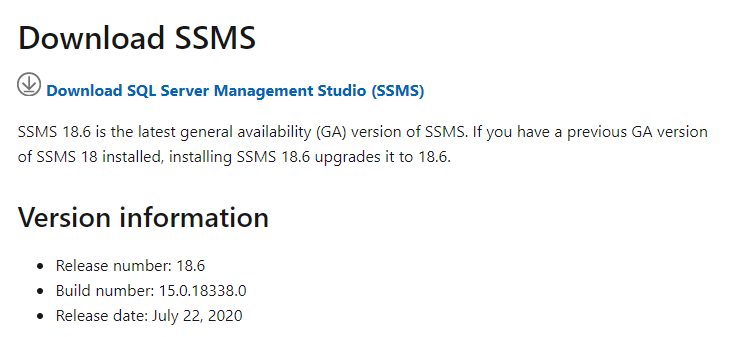 Download SSMS
Download SQL Server Management Studio (SSMS)
SSMS 18.6 is the latest general availability (GA) version of SSMS. If you have a previous GA version
of SSMS 18 installed, installing SSMS 18.6 upgrades it to 18.6.
Version information
• Release number: 18.6
• Build number: 15.0.18338.0
• Release date: July 22, 2020